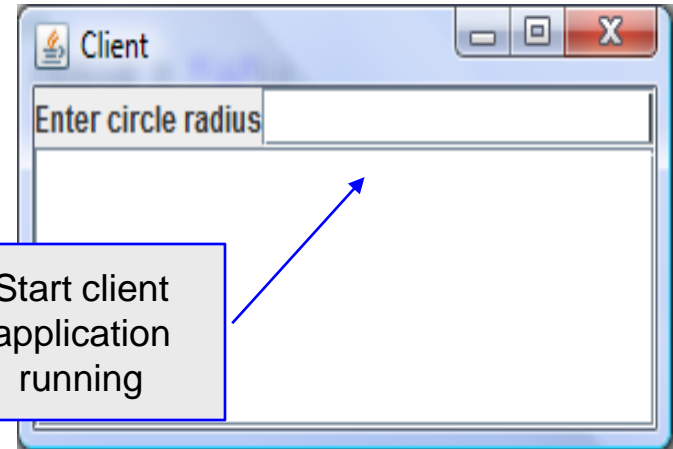 Client
Enter circle radius
Start client
application
running